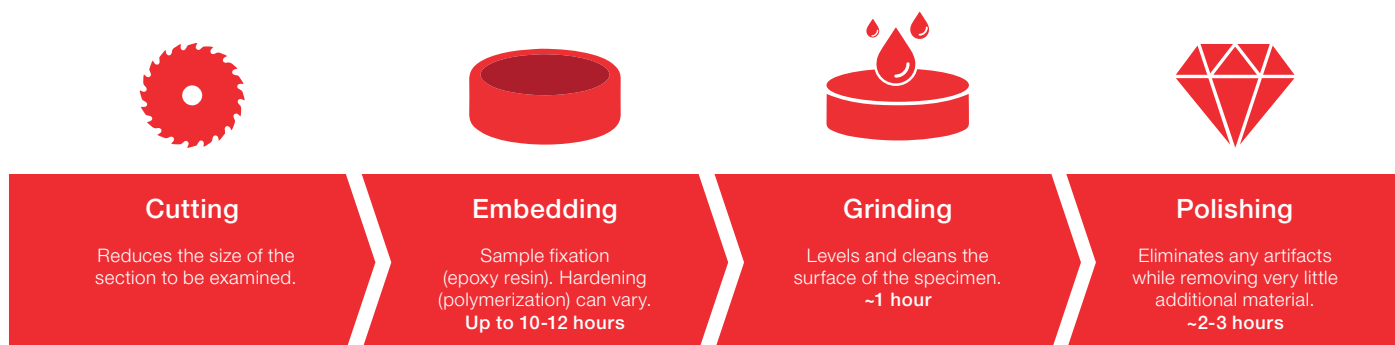 Cutting
Reduces the size of the
section to be examined.
Embedding
Sample fixation
(epoxy resin). Hardening
(polymerization) can vary.
Up to 10-12 hours
Grinding
Levels and cleans the
surface of the specimen.
~1 hour
Polishing
Eliminates any artifacts
while removing very little
additional material.
~2-3 hours